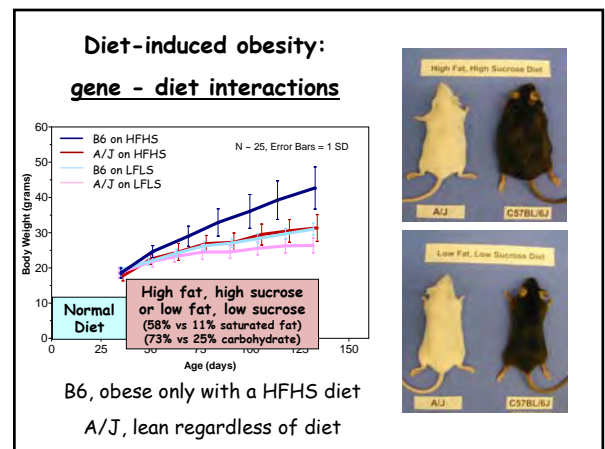 Diet-induced obesity:
gene - diet interactions
60
50
40
30
20
10
0
Body Weight (grams)
B6 on HFHS
A/J on HFHS
B6 on LFLS
A/J on LFLS
N ~ 25, Error Bars = 1 SD
Normal
Diet
High fat, high sucrose
or low fat, low sucrose
(58% vs 11% saturated fat)
(73% vs 25% carbohydrate)
0 25 50 75 100 125 150
Age (days)
B6, obese only with a HFHS diet
A/J, lean regardless of diet
High Fat, High Sucrose Diet
A/J C57BL/6J
Low Fat, Low Sucrose Diet
A/J C57BL/6J